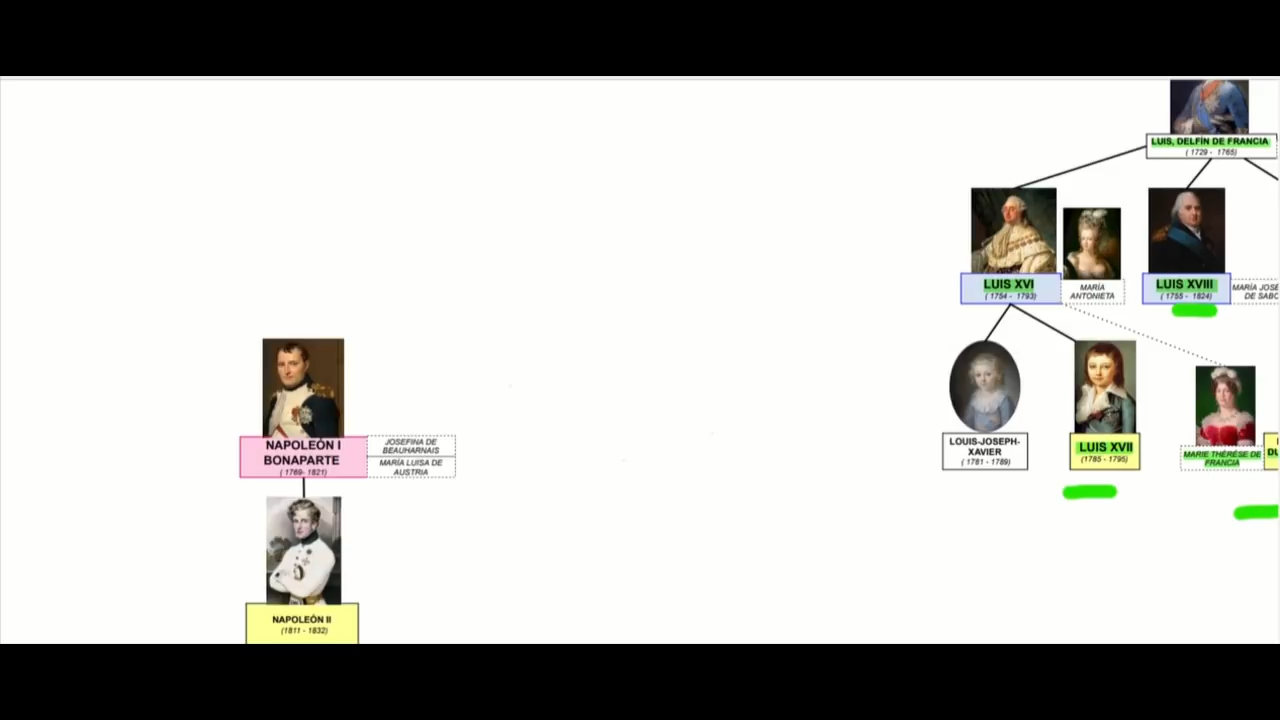 LUIS, DELFÍN DE FRANCIA
( 1729 - 1765)
LUIS XVI
( 1754 - 1793)
MARÍA
ANTONIETA
LUIS XVIII
( 1755 - 1824)
MARÍA JOSE
DE SABO
NAPOLEÓN I
BONAPARTE
( 1769- 1821)
JOSEFINA DE
BEAUHARNAIS
MARÍA LUISA DE
AUSTRIA
LOUIS-JOSEPH-
XAVIER
( 1781 - 1789)
LUIS XVII
(1785 - 1795)
MARIE THÉRÉSE DE
FRANCIA
NAPOLEÓN II
(1811 - 1832)